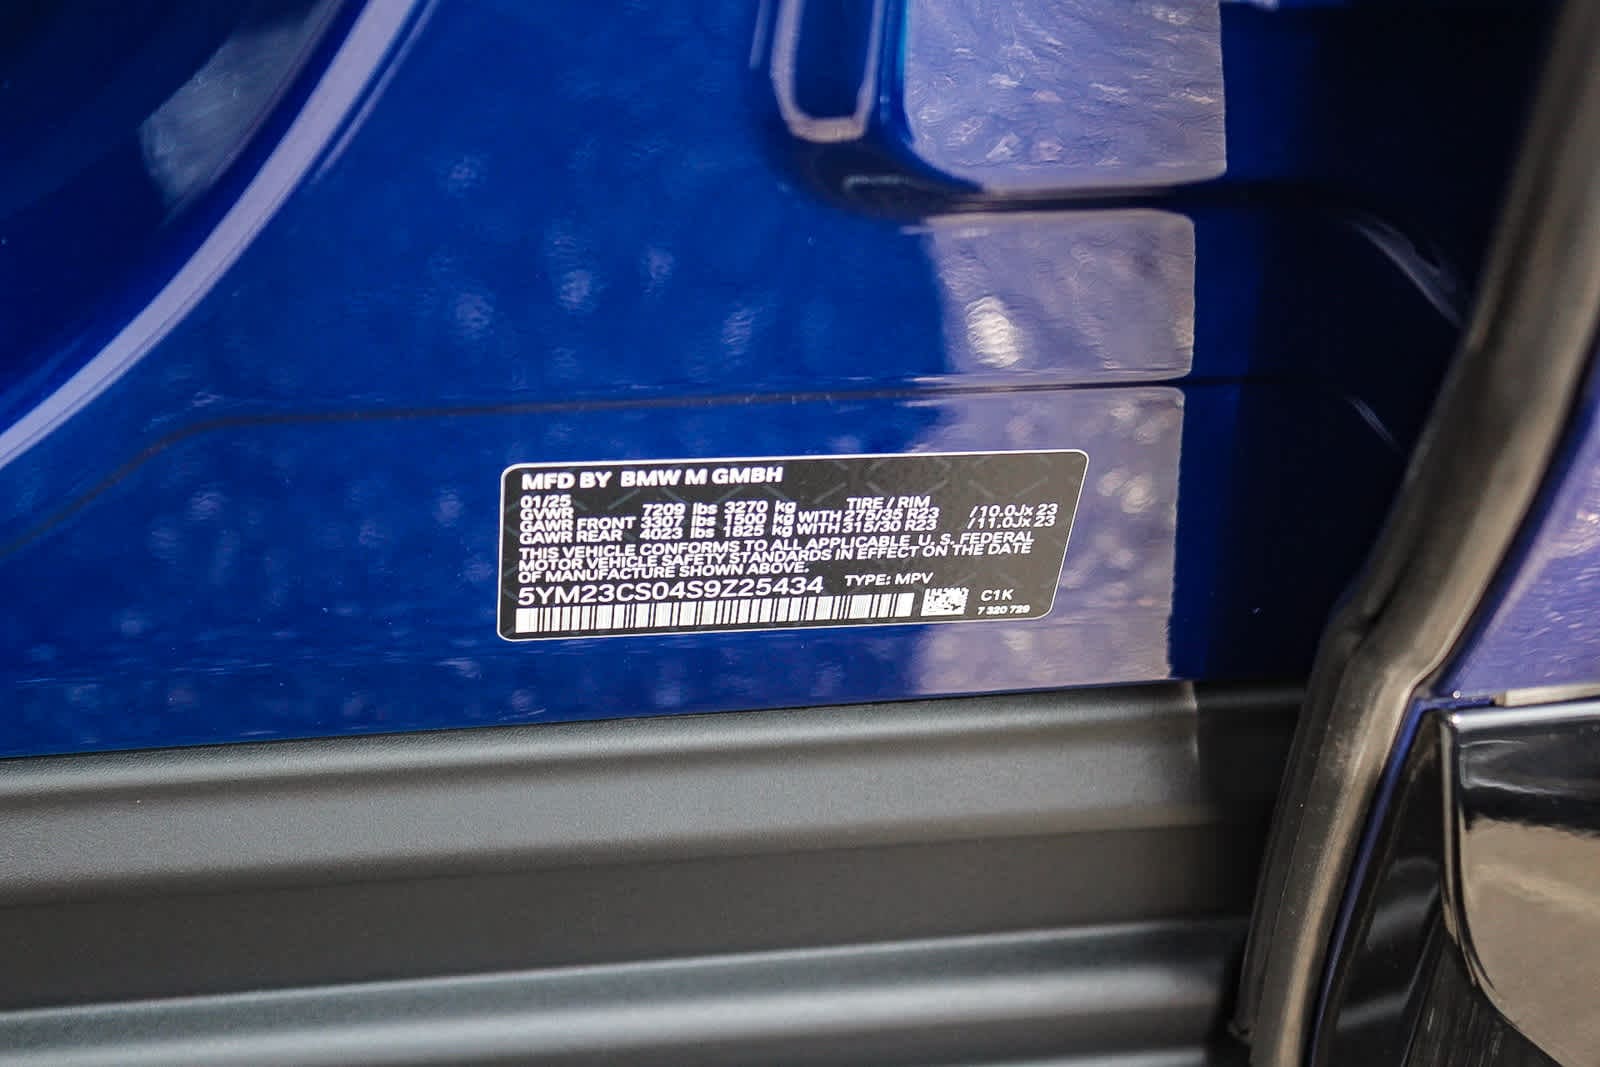 MFD BY BMW M GMBH
01/25 TIRE / RIM
GVWR 7209 lbs 3270 kg
GAWR FRONT 3307 lbs 1500 kg WITH 275/35 R23 /10.0Jx 23
GAWR REAR 4023 lbs 1825 kg WITH 315/30 R23 /11.0Jx 23
THIS VEHICLE CONFORMS TO ALL APPLICABLE U. S. FEDERAL
MOTOR VEHICLE SAFETY STANDARDS IN EFFECT ON THE DATE
OF MANUFACTURE SHOWN ABOVE.
5YM23CS04S9Z25434 TYPE: MPV
C1K
7 320 729